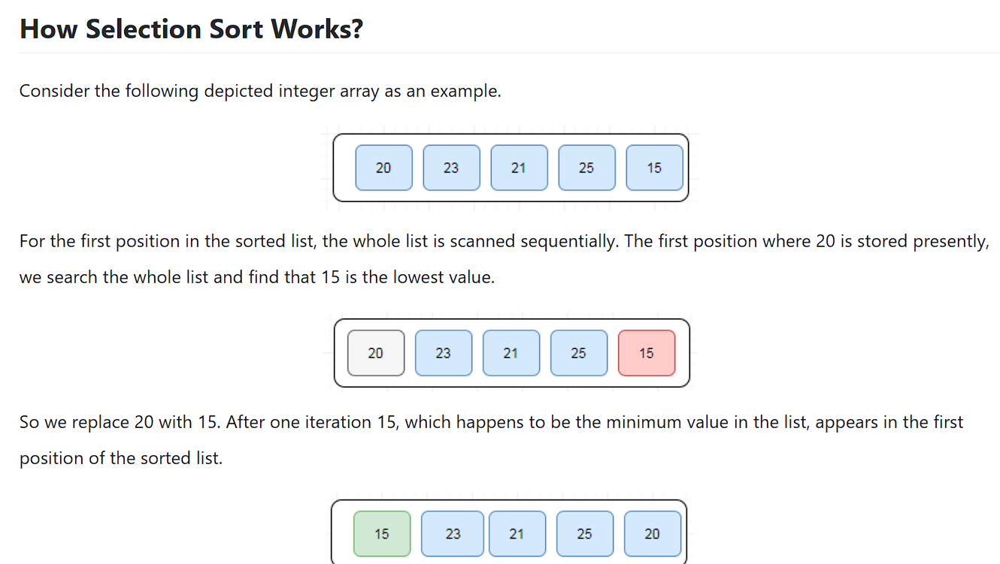 How Selection Sort Works?
Consider the following depicted integer array as an example.
20 23 21 25 15
For the first position in the sorted list, the whole list is scanned sequentially. The first position where 20 is stored presently,
we search the whole list and find that 15 is the lowest value.
20 23 21 25 15
So we replace 20 with 15. After one iteration 15, which happens to be the minimum value in the list, appears in the first
position of the sorted list.
15 23 21 25 20